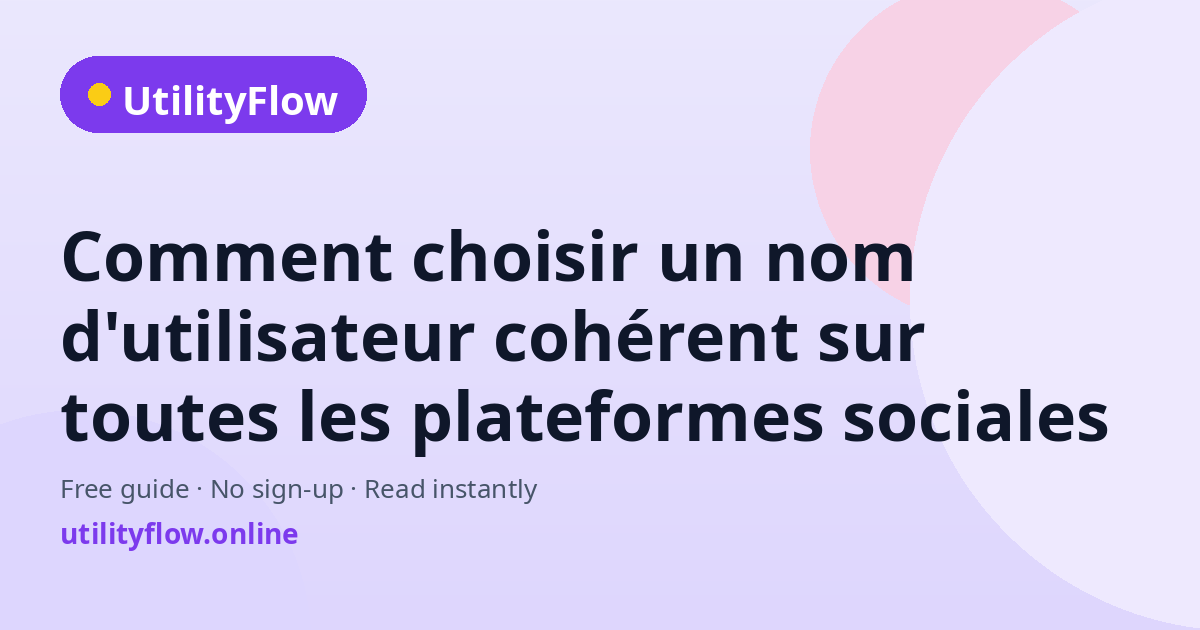 UtilityFlow
Comment choisir un nom
d'utilisateur cohérent sur
toutes les plateformes sociales
Free guide · No sign-up · Read instantly
utilityflow.online